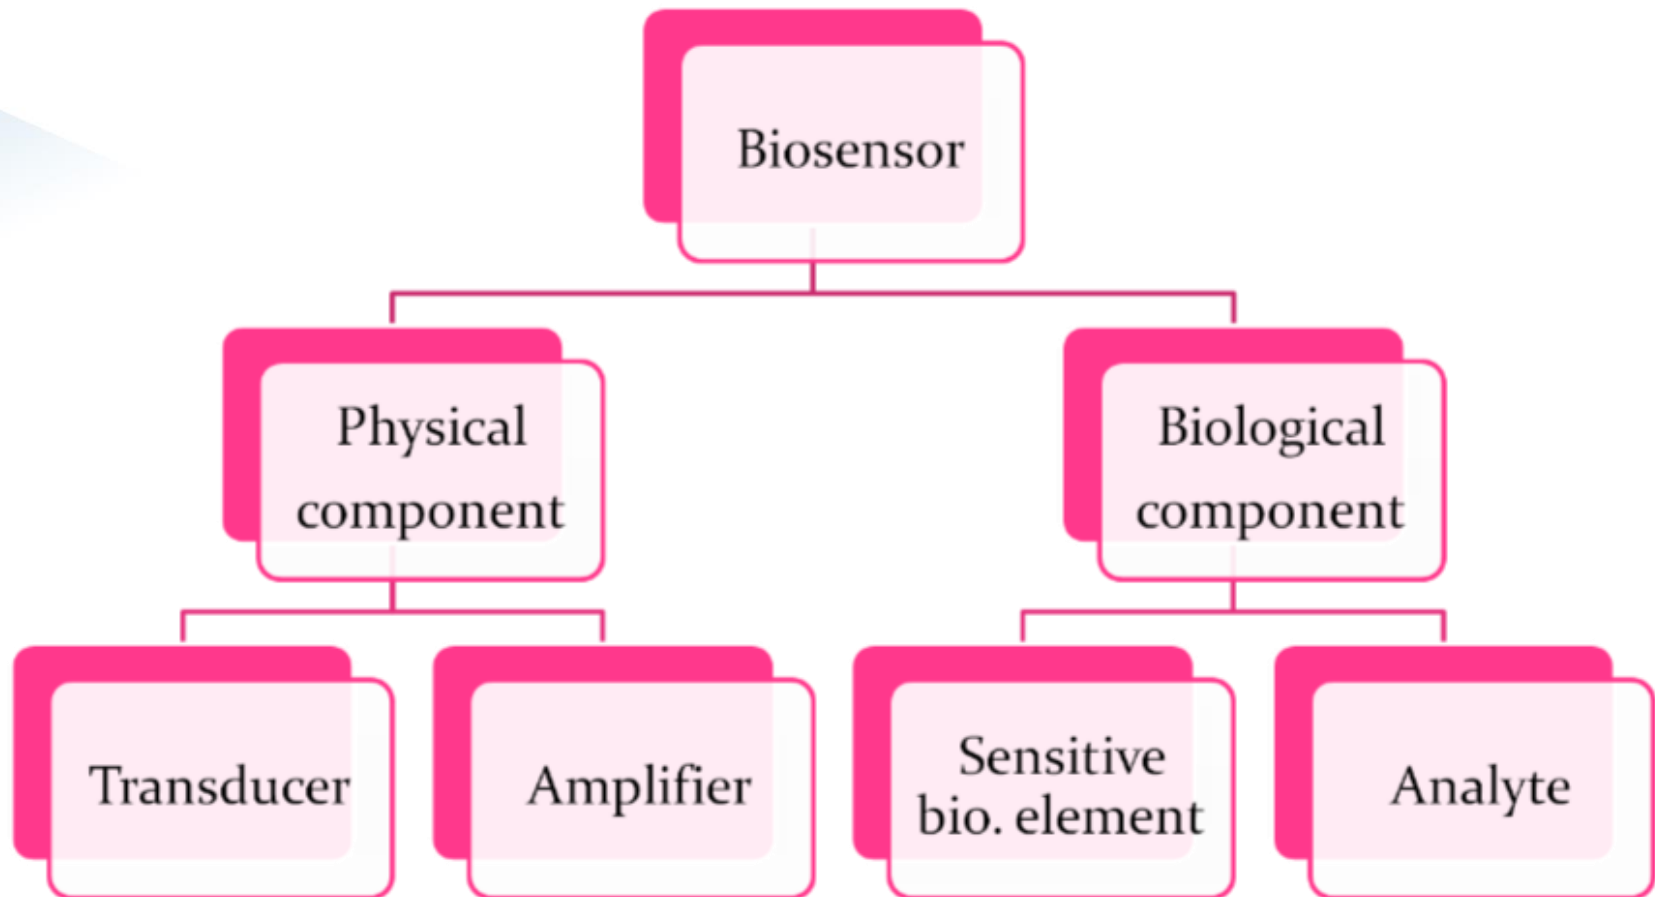 Biosensor
Physical
component
Biological
component
Transducer
Amplifier
Sensitive
bio. element
Analyte